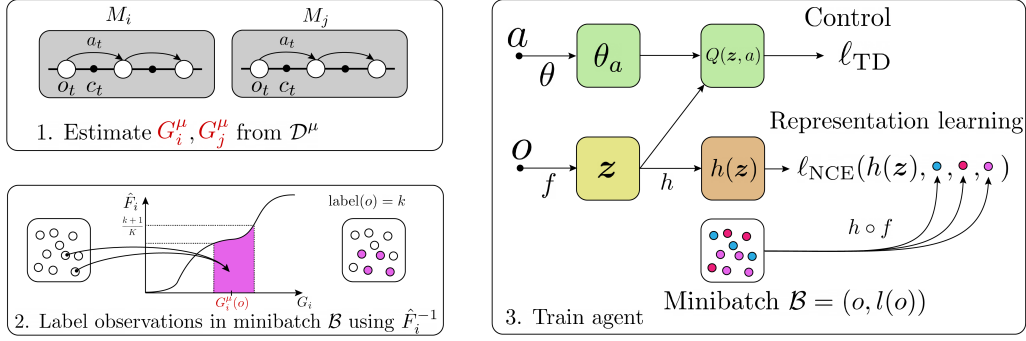 M_i M_j
a_t a_t
o_t c_t o_t c_t
1. Estimate G_i^μ, G_j^μ from 𝒟^μ
F̂_i
k+1/K
label(o) = k
G_i^μ(o)
G_i
2. Label observations in minibatch ℬ using F̂_i^{-1}
Control
a θ θ_a Q(z, a) ℓ_TD
Representation learning
o f z h h(z) ℓ_NCE(h(z), , , )
h ∘ f
Minibatch ℬ = (o, l(o))
3. Train agent